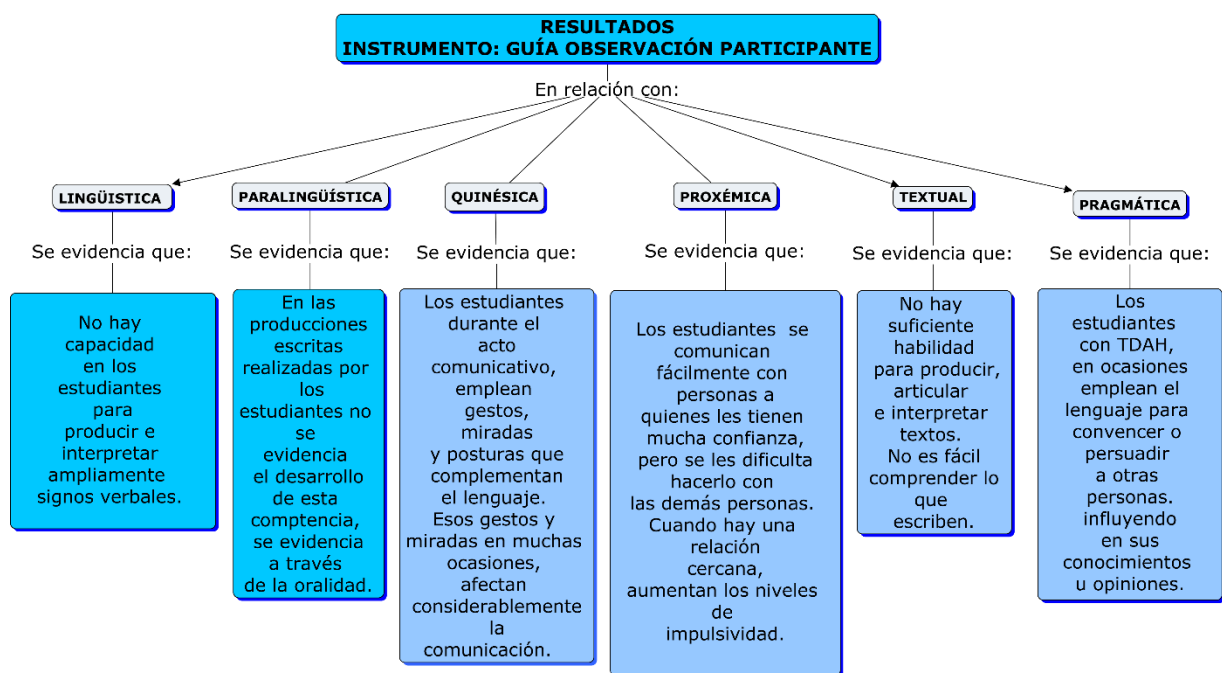 RESULTADOS
INSTRUMENTO: GUÍA OBSERVACIÓN PARTICIPANTE
En relación con:
LINGÜISTICA
Se evidencia que:
No hay
capacidad
en los
estudiantes
para
producir e
interpretar
ampliamente
signos verbales.
PARALINGÜÍSTICA
Se evidencia que:
En las
producciones
escritas
realizadas por
los
estudiantes no
se
evidencia
el desarrollo
de esta
comptencia,
se evidencia
a través
de la oralidad.
QUINÉSICA
Se evidencia que:
Los estudiantes
durante el
acto
comunicativo,
emplean
gestos,
miradas
y posturas que
complementan
el lenguaje.
Esos gestos y
miradas en muchas
ocasiones,
afectan
considerablemente
la
comunicación.
PROXÉMICA
Se evidencia que:
Los estudiantes se
comunican
fácilmente con
personas a
quienes les tienen
mucha confianza,
pero se les dificulta
hacerlo con
las demás personas.
Cuando hay una
relación
cercana,
aumentan los niveles
de
impulsividad.
TEXTUAL
Se evidencia que:
No hay
suficiente
habilidad
para producir,
articular
e interpretar
textos.
No es fácil
comprender lo
que
escriben.
PRAGMÁTICA
Se evidencia que:
Los
estudiantes
con TDAH,
en ocasiones
emplean el
lenguaje para
convencer o
persuadir
a otras
personas.
influyendo
en sus
conocimientos
u opiniones.